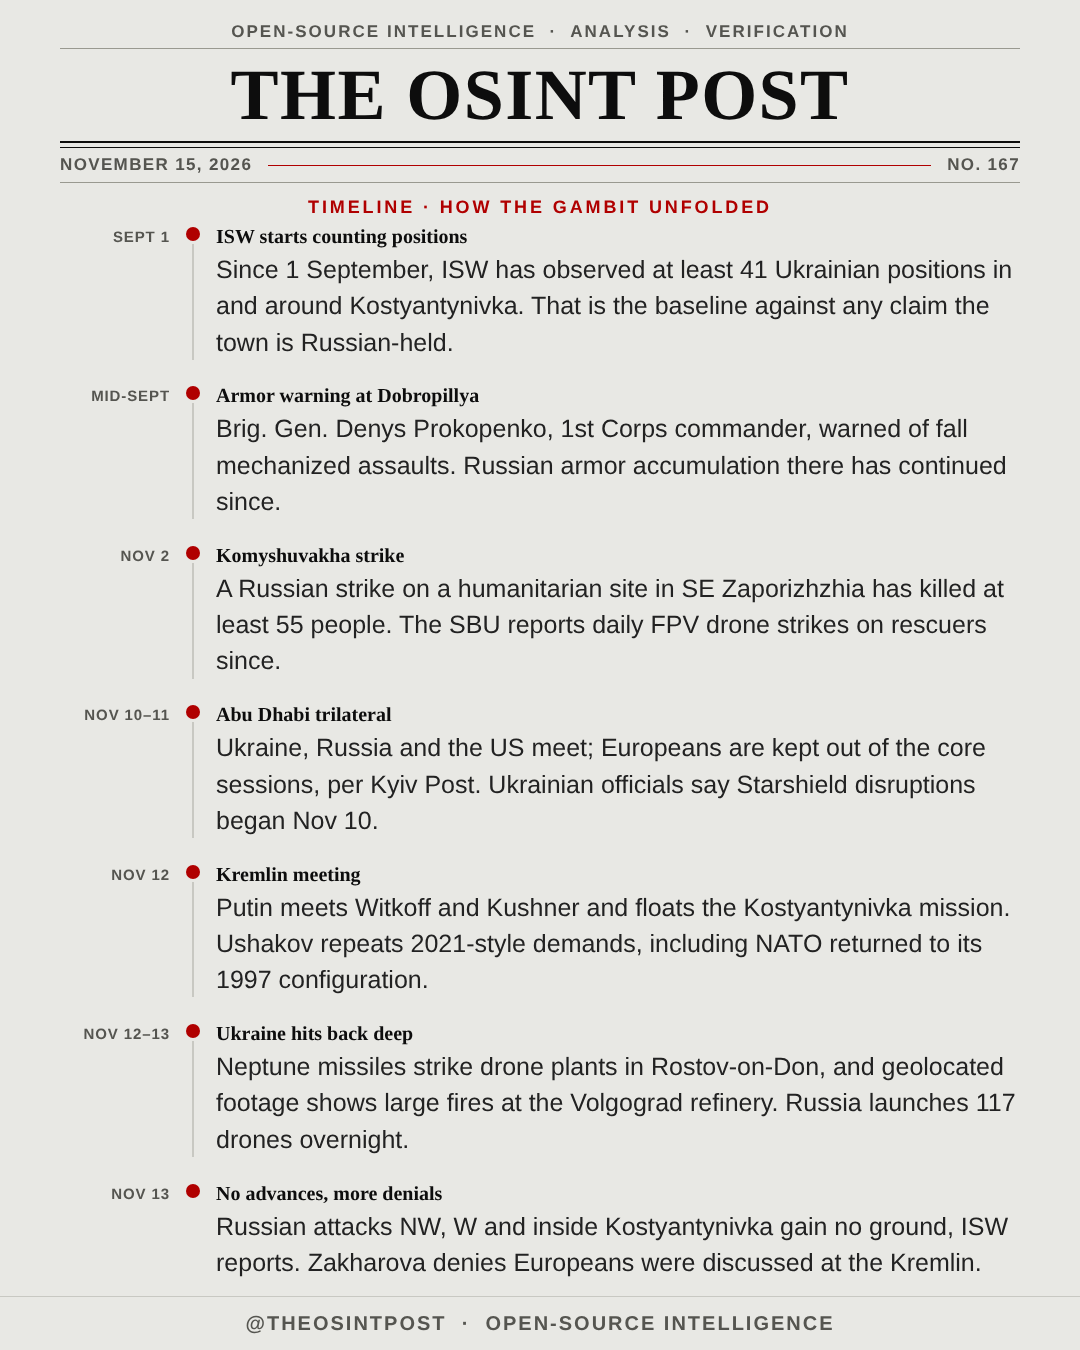 OPEN-SOURCE INTELLIGENCE · ANALYSIS · VERIFICATION
THE OSINT POST
NOVEMBER 15, 2026 NO. 167
TIMELINE · HOW THE GAMBIT UNFOLDED
SEPT 1 ISW starts counting positions
Since 1 September, ISW has observed at least 41 Ukrainian positions in
and around Kostyantynivka. That is the baseline against any claim the
town is Russian-held.
MID-SEPT Armor warning at Dobropillya
Brig. Gen. Denys Prokopenko, 1st Corps commander, warned of fall
mechanized assaults. Russian armor accumulation there has continued
since.
NOV 2 Komyshuvakha strike
A Russian strike on a humanitarian site in SE Zaporizhzhia has killed at
least 55 people. The SBU reports daily FPV drone strikes on rescuers
since.
NOV 10–11 Abu Dhabi trilateral
Ukraine, Russia and the US meet; Europeans are kept out of the core
sessions, per Kyiv Post. Ukrainian officials say Starshield disruptions
began Nov 10.
NOV 12 Kremlin meeting
Putin meets Witkoff and Kushner and floats the Kostyantynivka mission.
Ushakov repeats 2021-style demands, including NATO returned to its
1997 configuration.
NOV 12–13 Ukraine hits back deep
Neptune missiles strike drone plants in Rostov-on-Don, and geolocated
footage shows large fires at the Volgograd refinery. Russia launches 117
drones overnight.
NOV 13 No advances, more denials
Russian attacks NW, W and inside Kostyantynivka gain no ground, ISW
reports. Zakharova denies Europeans were discussed at the Kremlin.
@THEOSINTPOST · OPEN-SOURCE INTELLIGENCE